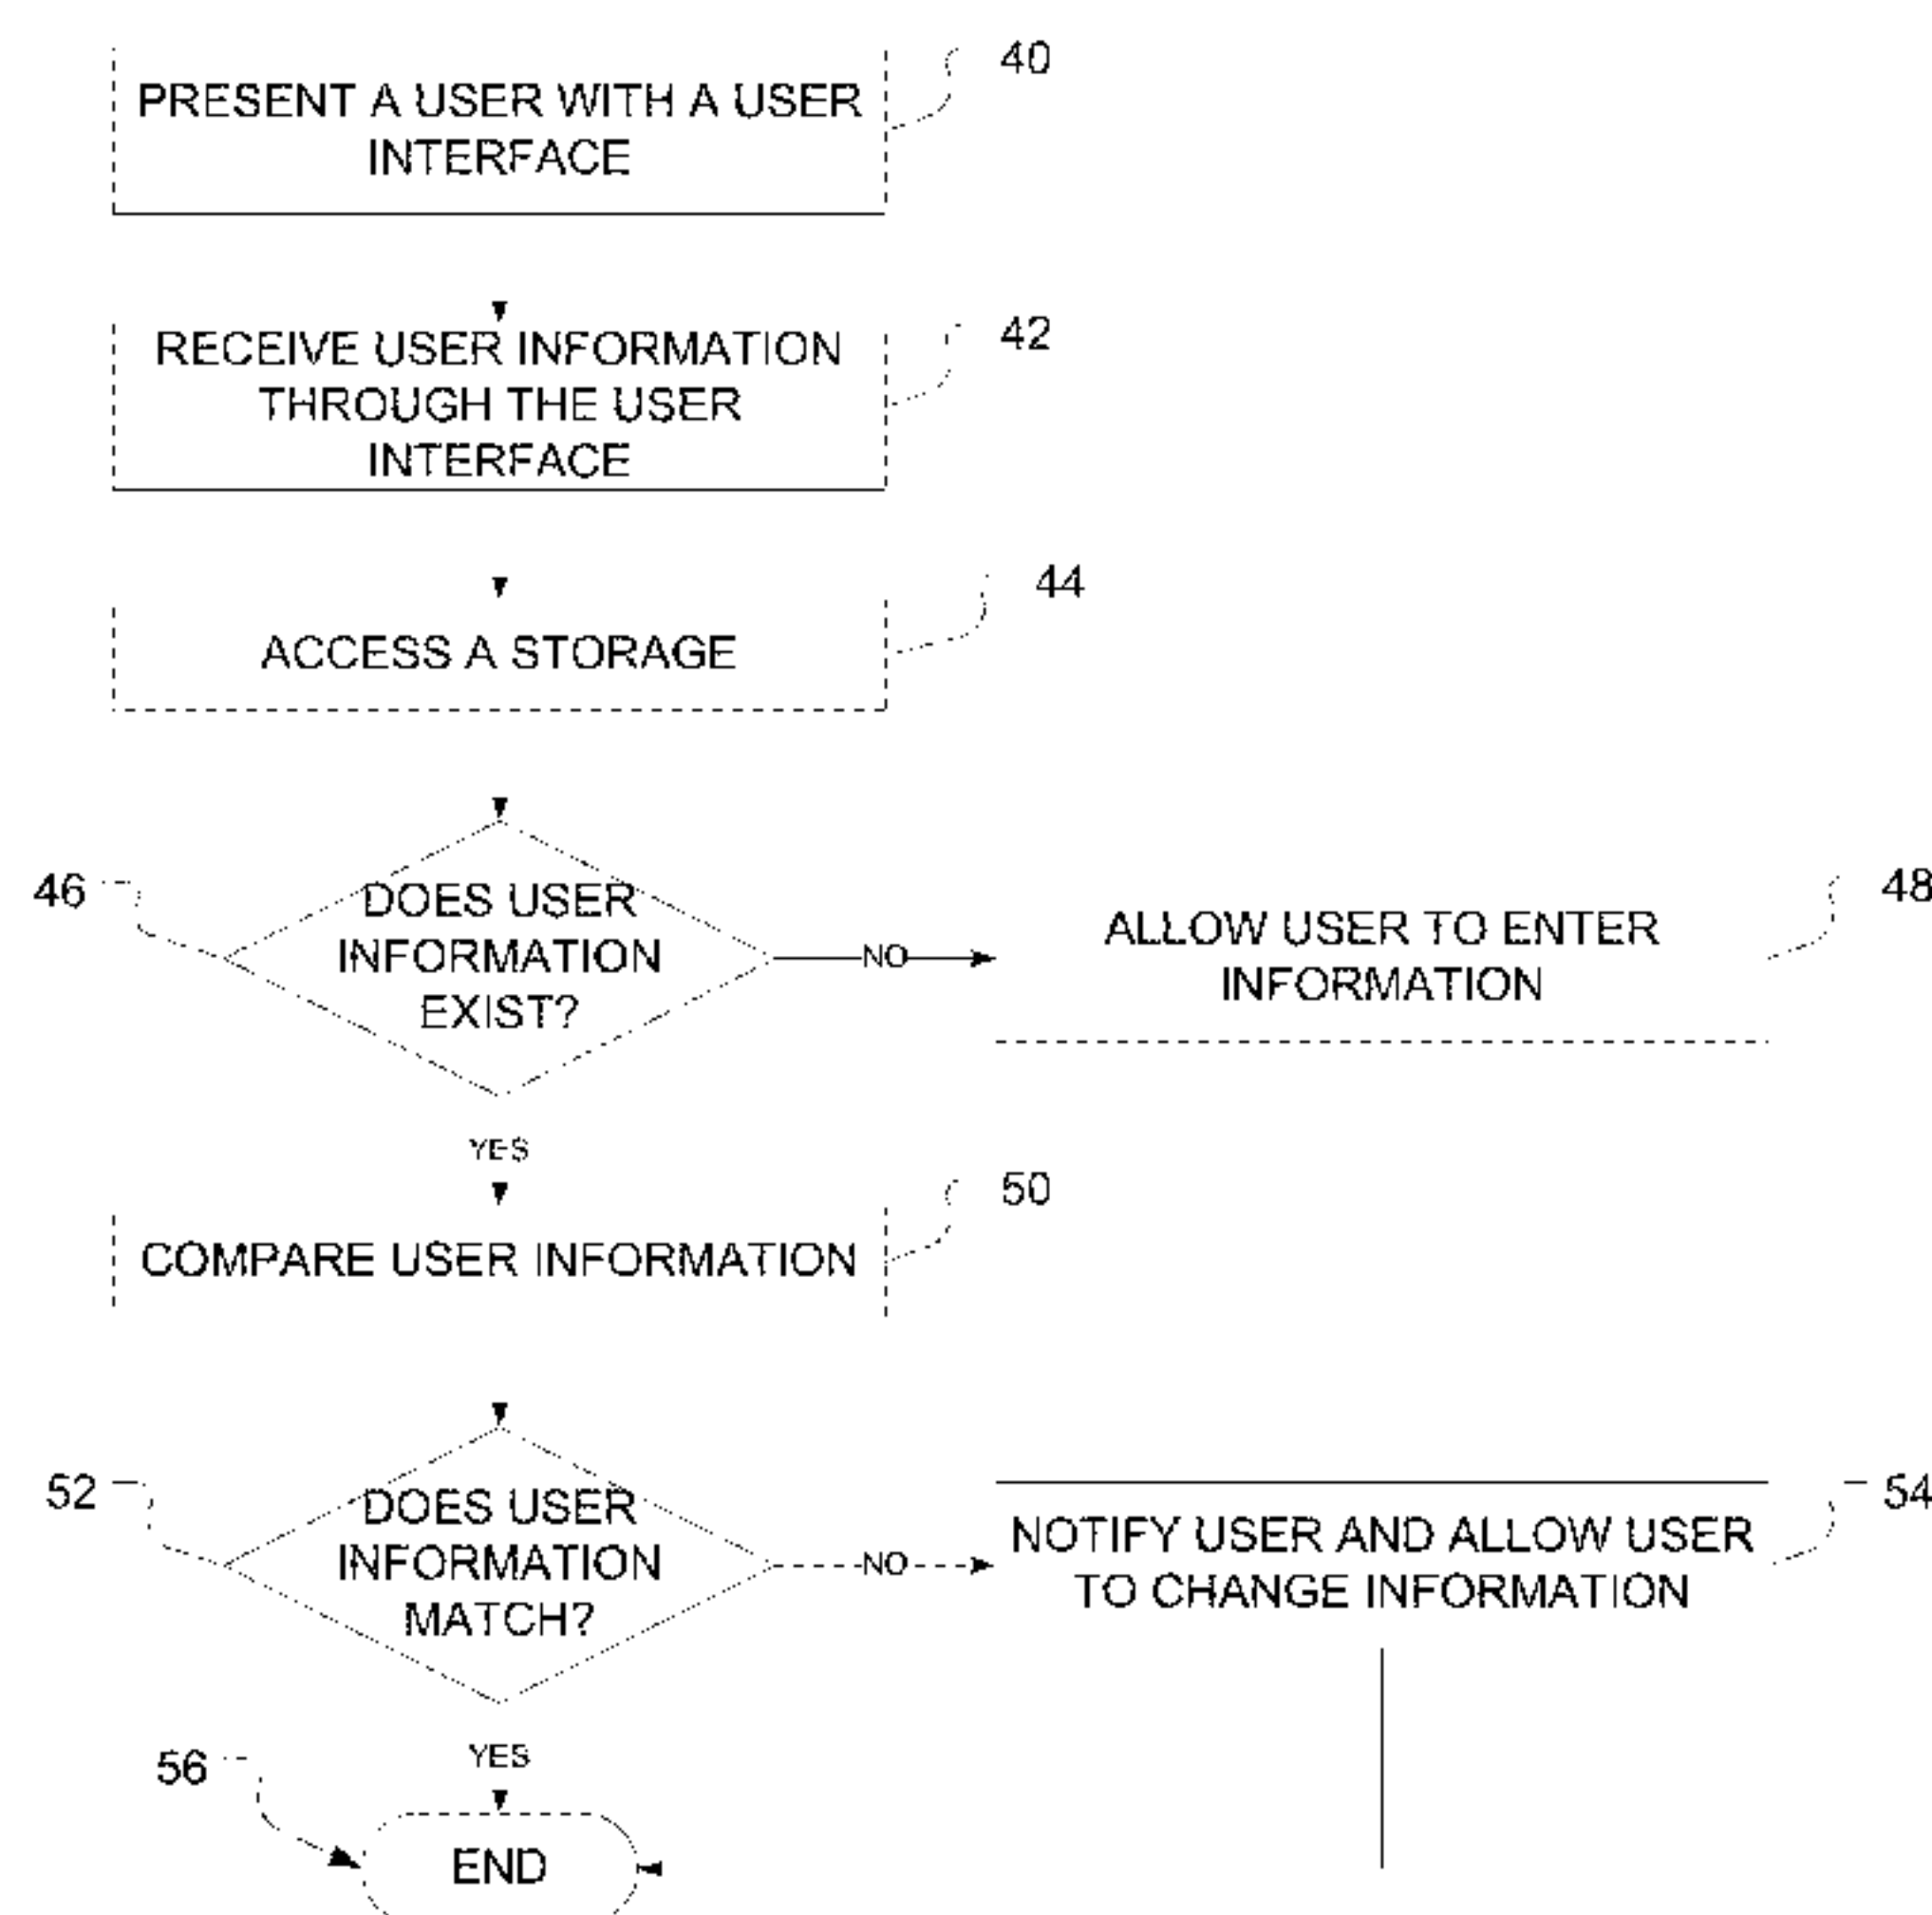 40
PRESENT A USER WITH A USER
INTERFACE
42
RECEIVE USER INFORMATION
THROUGH THE USER
INTERFACE
44
ACCESS A STORAGE
46
DOES USER
INFORMATION
EXIST?
NO
ALLOW USER TO ENTER
INFORMATION
48
YES
50
COMPARE USER INFORMATION
52
DOES USER
INFORMATION
MATCH?
NO
NOTIFY USER AND ALLOW USER
TO CHANGE INFORMATION
54
YES
56
END